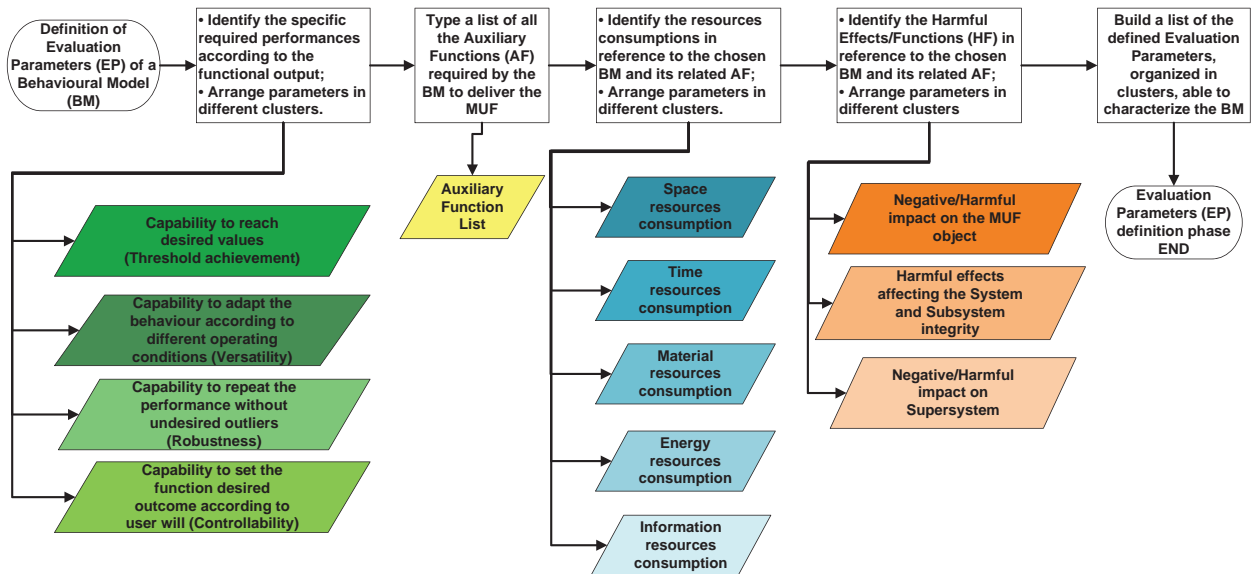 Definition of
Evaluation
Parameters (EP) of a
Behavioural Model
(BM)
• Identify the specific
required performances
according to the
functional output;
• Arrange parameters in
different clusters.
Type a list of all
the Auxiliary
Functions (AF)
required by the
BM to deliver the
MUF
• Identify the resources
consumptions in
reference to the chosen
BM and its related AF;
• Arrange parameters in
different clusters.
• Identify the Harmful
Effects/Functions (HF) in
reference to the chosen
BM and its related AF;
• Arrange parameters in
different clusters
Build a list of the
defined Evaluation
Parameters,
organized in
clusters, able to
characterize the BM
Capability to reach
desired values
(Threshold achievement)
Capability to adapt the
behaviour according to
different operating
conditions (Versatility)
Capability to repeat the
performance without
undesired outliers
(Robustness)
Capability to set the
function desired
outcome according to
user will (Controllability)
Auxiliary
Function
List
Space
resources
consumption
Time
resources
consumption
Material
resources
consumption
Energy
resources
consumption
Information
resources
consumption
Negative/Harmful
impact on the MUF
object
Harmful effects
affecting the System
and Subsystem
integrity
Negative/Harmful
impact on
Supersystem
Evaluation
Parameters (EP)
definition phase
END